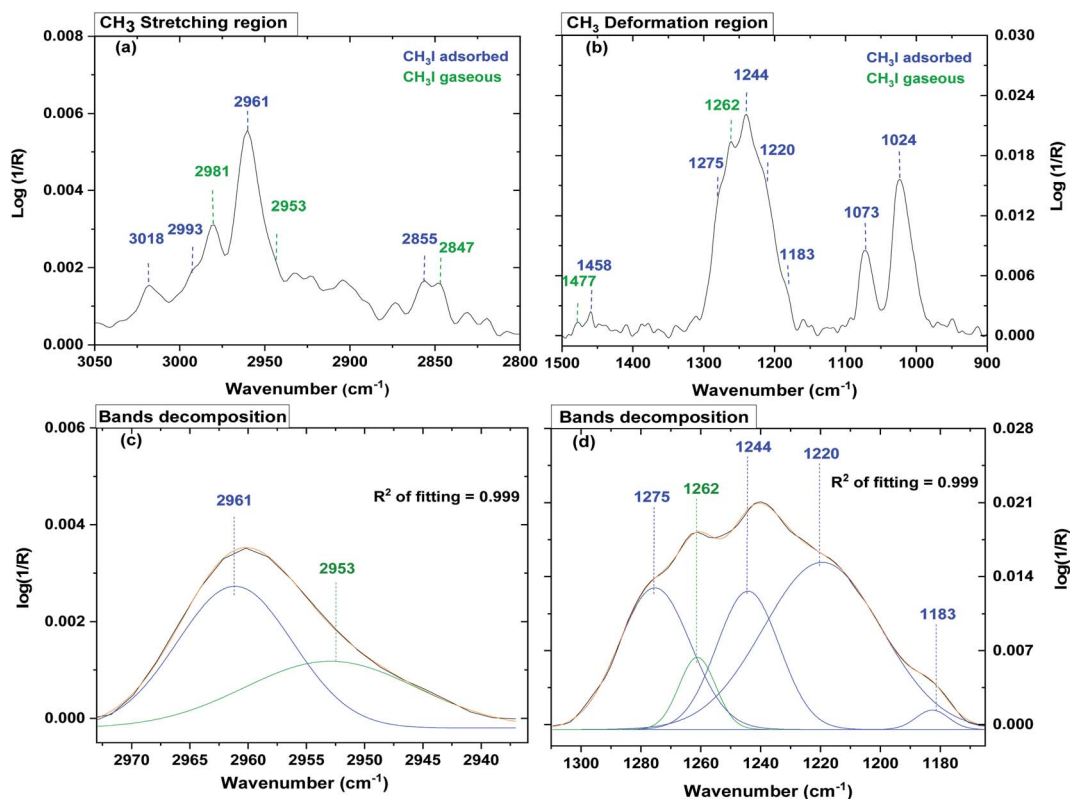 CH3 Stretching region
(a)
CH3I adsorbed
CH3I gaseous
2961
2981
2953
2993
3018
2855
2847
Log (1/R)
0.008
0.006
0.004
0.002
0.000
3050 3000 2950 2900 2850 2800
Wavenumber (cm-1)
CH3 Deformation region
(b)
CH3I adsorbed
CH3I gaseous
1244
1262
1275
1220
1183
1024
1073
1458
1477
Log (1/R)
0.030
0.024
0.018
0.012
0.006
0.000
1500 1400 1300 1200 1100 1000 900
Wavenumber (cm-1)
Bands decomposition
(c)
2961
2953
R2 of fitting = 0.999
log(1/R)
0.006
0.004
0.002
0.000
2970 2965 2960 2955 2950 2945 2940
Wavenumber (cm-1)
Bands decomposition
(d)
1244
1220
1275
1262
1183
R2 of fitting = 0.999
log(1/R)
0.028
0.021
0.014
0.007
0.000
1300 1280 1260 1240 1220 1200 1180
Wavenumber (cm-1)